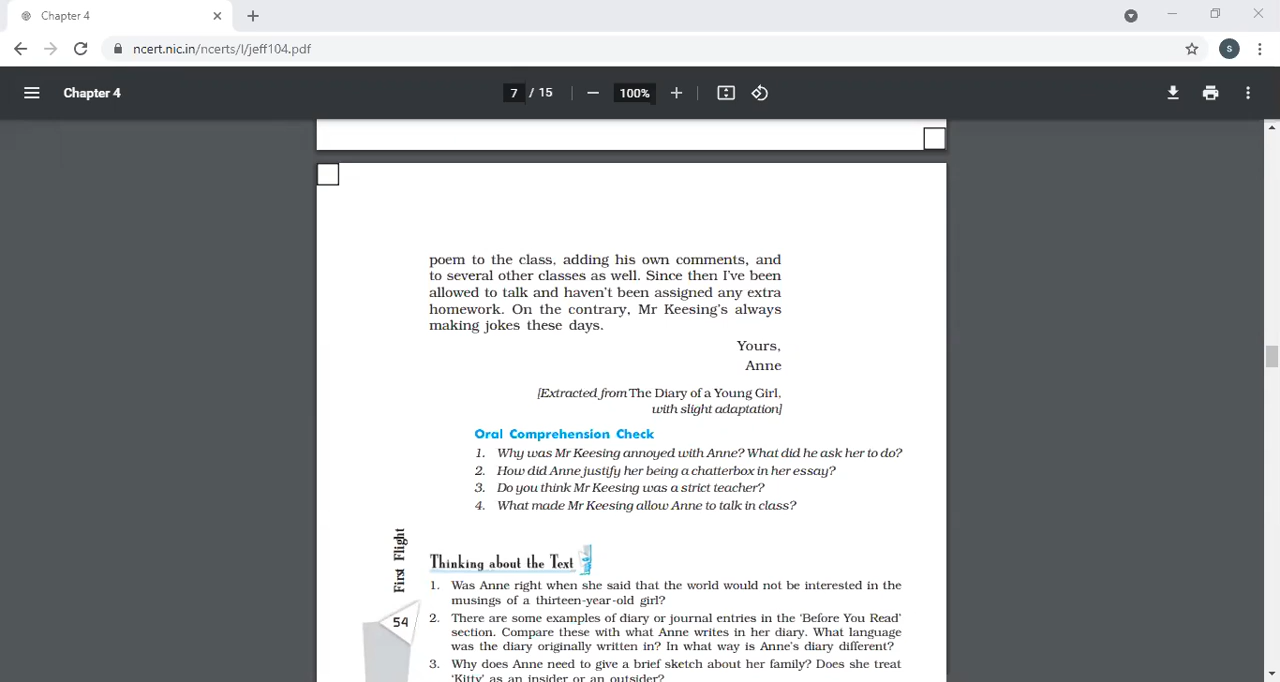 Chapter 4
ncert.nic.in/ncerts/l/jeff104.pdf
S
Chapter 4
7 / 15
100%
poem to the class, adding his own comments, and
to several other classes as well. Since then I've been
allowed to talk and haven't been assigned any extra
homework. On the contrary, Mr Keesing's always
making jokes these days.
Yours,
Anne
[Extracted from The Diary of a Young Girl,
with slight adaptation]
Oral Comprehension Check
1. Why was Mr Keesing annoyed with Anne? What did he ask her to do?
2. How did Anne justify her being a chatterbox in her essay?
3. Do you think Mr Keesing was a strict teacher?
4. What made Mr Keesing allow Anne to talk in class?
First Flight
Thinking about the Text
1. Was Anne right when she said that the world would not be interested in the
musings of a thirteen-year-old girl?
54
2. There are some examples of diary or journal entries in the 'Before You Read'
section. Compare these with what Anne writes in her diary. What language
was the diary originally written in? In what way is Anne's diary different?
3. Why does Anne need to give a brief sketch about her family? Does she treat
'Kitty' as an insider or an outsider?